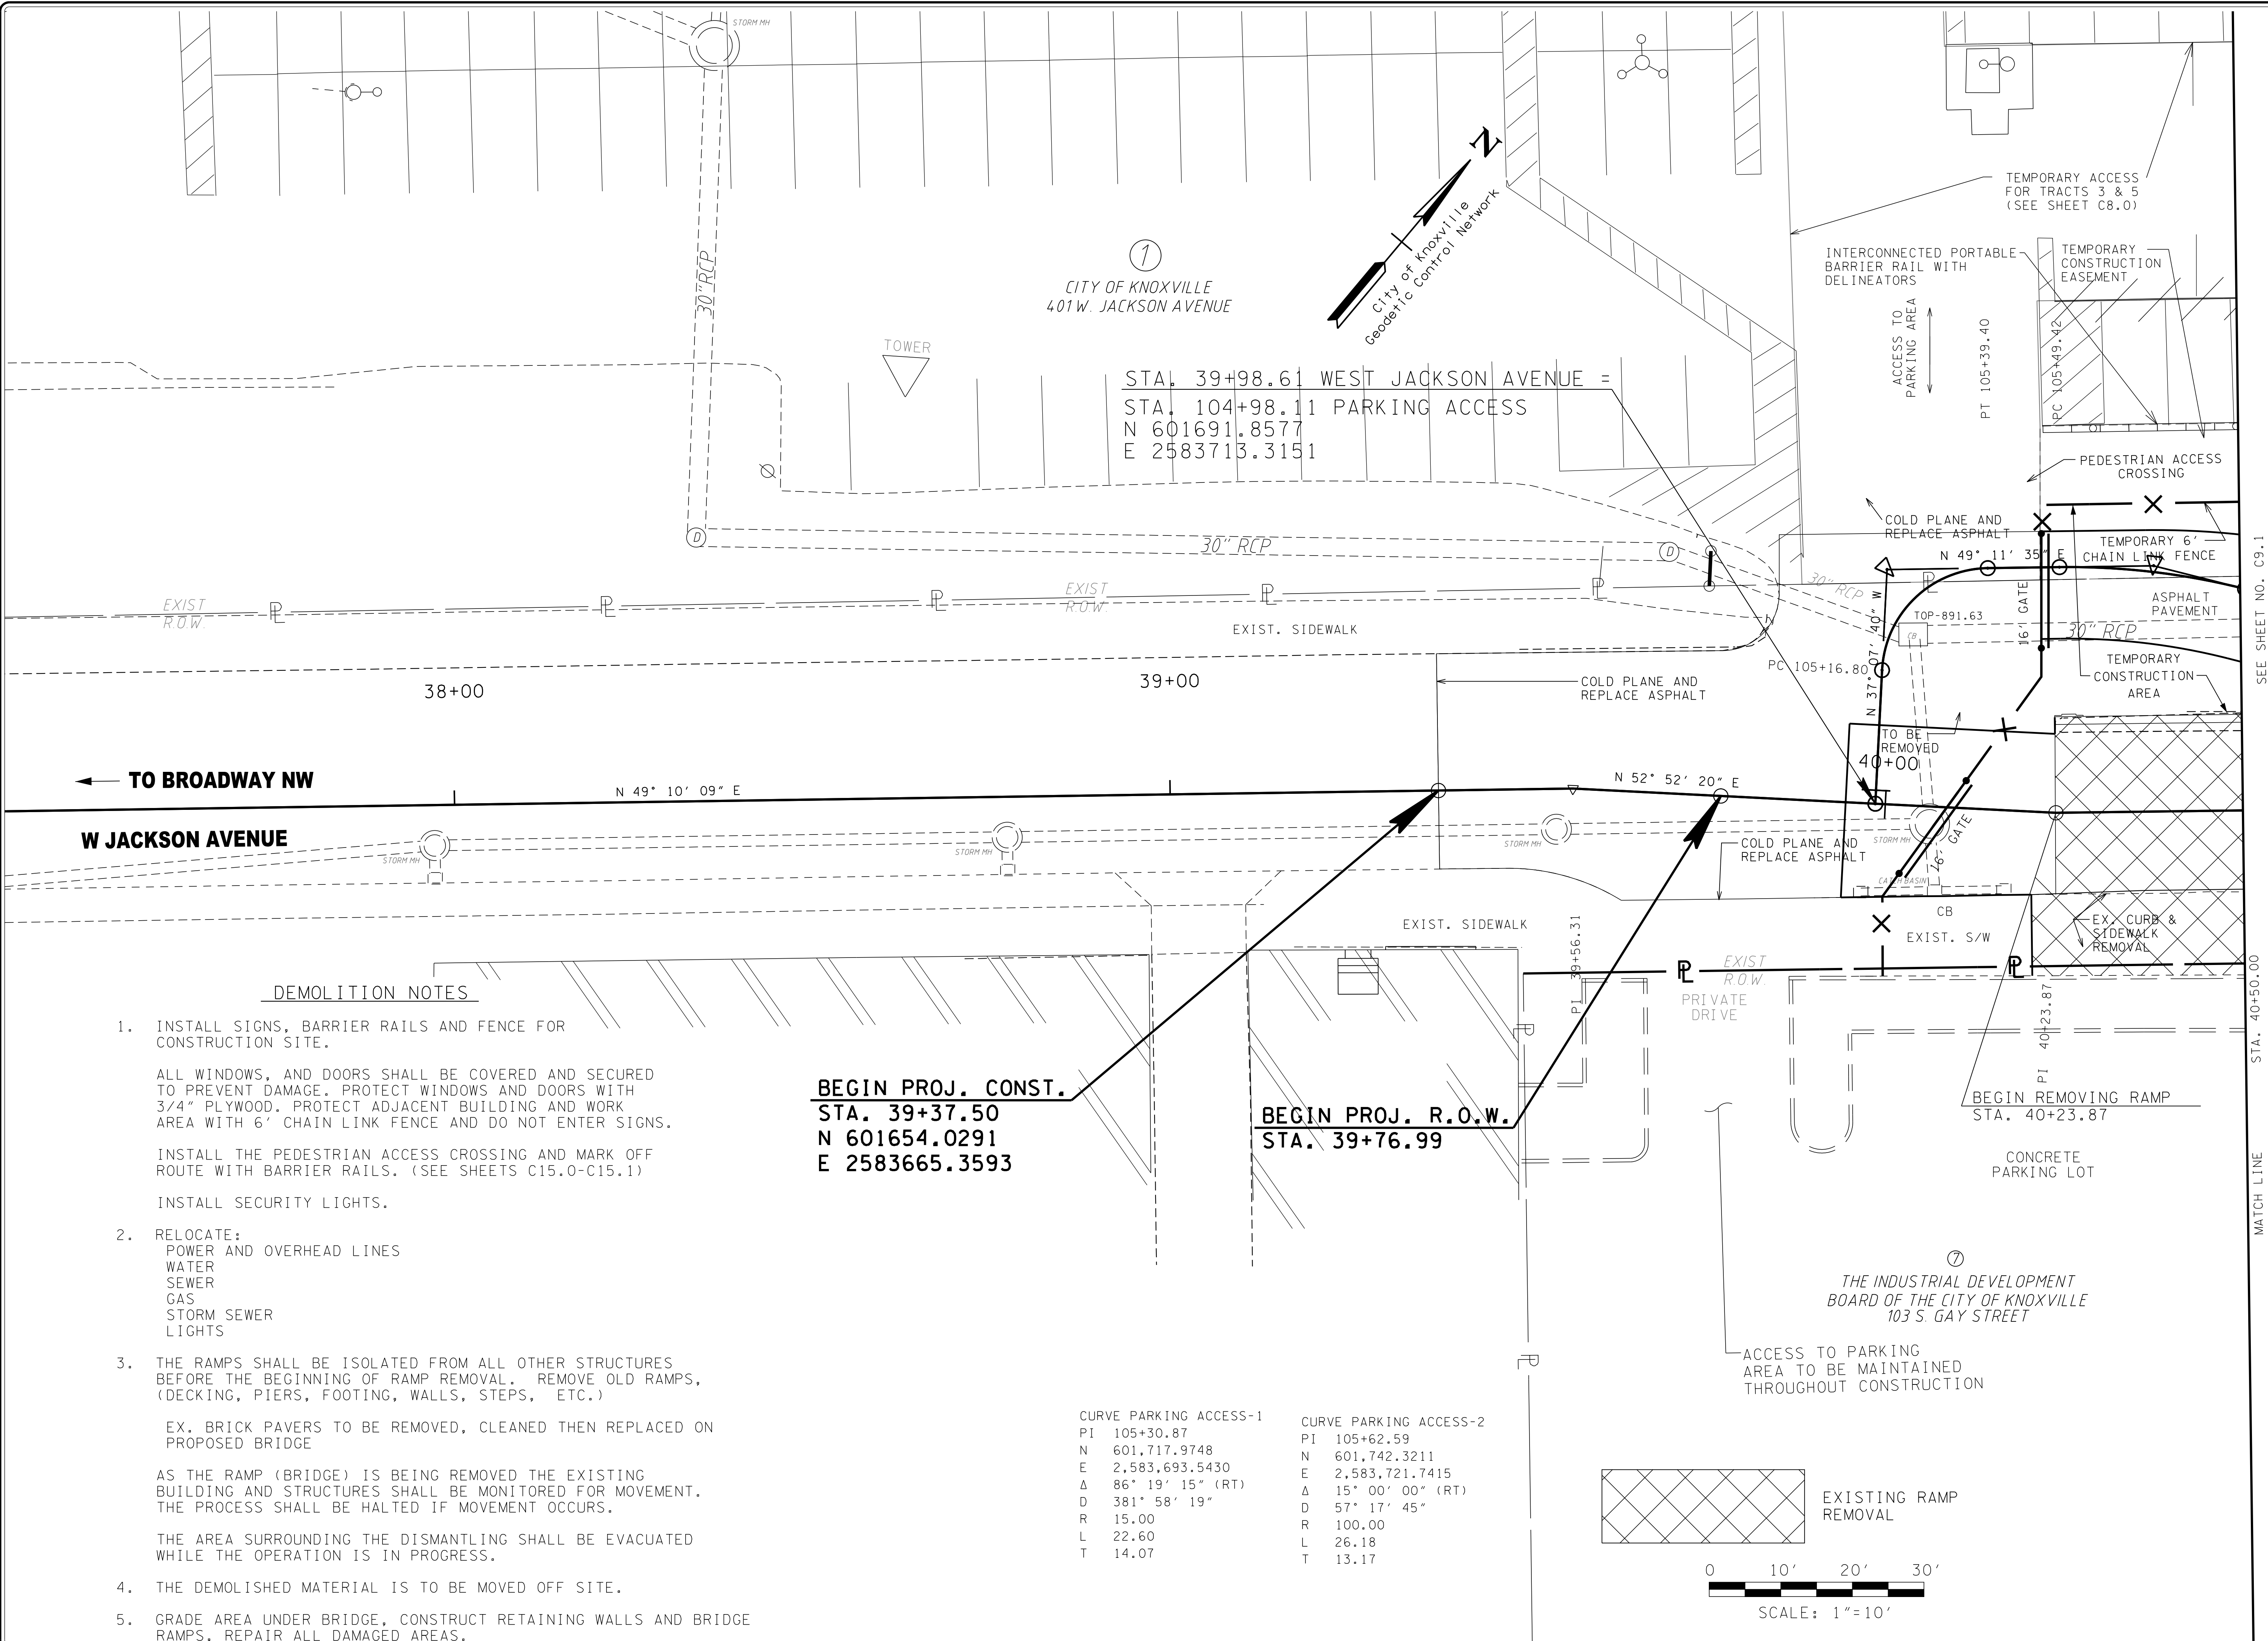 STORM MH
30" RCP
1
CITY OF KNOXVILLE
401 W. JACKSON AVENUE
N
City of Knoxville
Geodetic Control Network
TOWER
STA. 39+98.61 WEST JACKSON AVENUE =
STA. 104+98.11 PARKING ACCESS
N 601691.8577
E 2583713.3151
TEMPORARY ACCESS
FOR TRACTS 3 & 5
(SEE SHEET C8.0)
INTERCONNECTED PORTABLE
BARRIER RAIL WITH
DELINEATORS
TEMPORARY
CONSTRUCTION
EASEMENT
ACCESS TO
PARKING AREA
PT 105+39.40
PC 105+49.42
PEDESTRIAN ACCESS
CROSSING
COLD PLANE AND
REPLACE ASPHALT
TEMPORARY 6'
CHAIN LINK FENCE
N 49° 11' 35" E
D
30" RCP
D
30" RCP
PL
16' GATE
ASPHALT
PAVEMENT
TOP-891.63
CB
30" RCP
EXIST
R.O.W.
PL
PL
PL
EXIST
R.O.W.
PL
PL
EXIST. SIDEWALK
PC 105+16.80
N 37° 07' 40" W
TEMPORARY
CONSTRUCTION
AREA
38+00
39+00
COLD PLANE AND
REPLACE ASPHALT
TO BE
REMOVED
40+00
TO BROADWAY NW
N 49° 10' 09" E
N 52° 52' 20" E
W JACKSON AVENUE
STORM MH
STORM MH
STORM MH
STORM MH
16' GATE
COLD PLANE AND
REPLACE ASPHALT
CATCH BASIN
CB
EXIST. SIDEWALK
EXIST. S/W
EX. CURB &
SIDEWALK
REMOVAL
PI 39+56.31
PL
EXIST
R.O.W.
PL
PRIVATE
DRIVE
PI 40+23.87
PL
PL
SEE SHEET NO. C9.1
STA. 40+50.00
MATCH LINE
DEMOLITION NOTES
1. INSTALL SIGNS, BARRIER RAILS AND FENCE FOR
CONSTRUCTION SITE.
ALL WINDOWS, AND DOORS SHALL BE COVERED AND SECURED
TO PREVENT DAMAGE. PROTECT WINDOWS AND DOORS WITH
3/4" PLYWOOD. PROTECT ADJACENT BUILDING AND WORK
AREA WITH 6' CHAIN LINK FENCE AND DO NOT ENTER SIGNS.
INSTALL THE PEDESTRIAN ACCESS CROSSING AND MARK OFF
ROUTE WITH BARRIER RAILS. (SEE SHEETS C15.0-C15.1)
INSTALL SECURITY LIGHTS.
2. RELOCATE:
POWER AND OVERHEAD LINES
WATER
SEWER
GAS
STORM SEWER
LIGHTS
3. THE RAMPS SHALL BE ISOLATED FROM ALL OTHER STRUCTURES
BEFORE THE BEGINNING OF RAMP REMOVAL. REMOVE OLD RAMPS,
(DECKING, PIERS, FOOTING, WALLS, STEPS, ETC.)
EX. BRICK PAVERS TO BE REMOVED, CLEANED THEN REPLACED ON
PROPOSED BRIDGE
AS THE RAMP (BRIDGE) IS BEING REMOVED THE EXISTING
BUILDING AND STRUCTURES SHALL BE MONITORED FOR MOVEMENT.
THE PROCESS SHALL BE HALTED IF MOVEMENT OCCURS.
THE AREA SURROUNDING THE DISMANTLING SHALL BE EVACUATED
WHILE THE OPERATION IS IN PROGRESS.
4. THE DEMOLISHED MATERIAL IS TO BE MOVED OFF SITE.
5. GRADE AREA UNDER BRIDGE, CONSTRUCT RETAINING WALLS AND BRIDGE
RAMPS. REPAIR ALL DAMAGED AREAS.
BEGIN PROJ. CONST.
STA. 39+37.50
N 601654.0291
E 2583665.3593
BEGIN PROJ. R.O.W.
STA. 39+76.99
BEGIN REMOVING RAMP
STA. 40+23.87
CONCRETE
PARKING LOT
7
THE INDUSTRIAL DEVELOPMENT
BOARD OF THE CITY OF KNOXVILLE
103 S. GAY STREET
ACCESS TO PARKING
AREA TO BE MAINTAINED
THROUGHOUT CONSTRUCTION
CURVE PARKING ACCESS-1
PI 105+30.87
N 601,717.9748
E 2,583,693.5430
Δ 86° 19' 15" (RT)
D 381° 58' 19"
R 15.00
L 22.60
T 14.07
CURVE PARKING ACCESS-2
PI 105+62.59
N 601,742.3211
E 2,583,721.7415
Δ 15° 00' 00" (RT)
D 57° 17' 45"
R 100.00
L 26.18
T 13.17
EXISTING RAMP
REMOVAL
0 10' 20' 30'
SCALE: 1"=10'